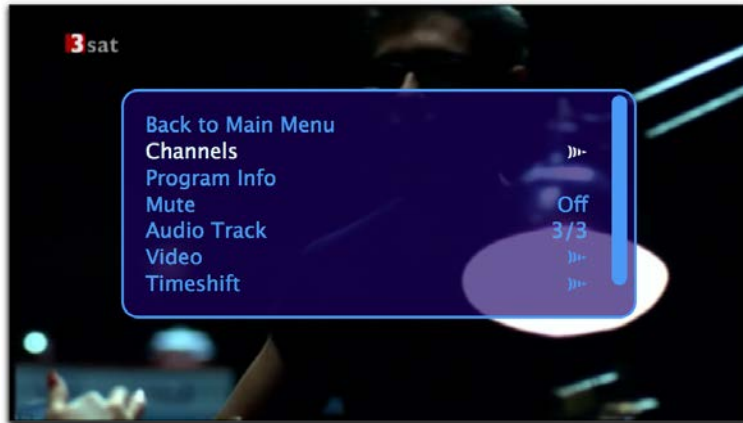 3sat
Back to Main Menu
Channels
Program Info
Mute Off
Audio Track 3/3
Video
Timeshift